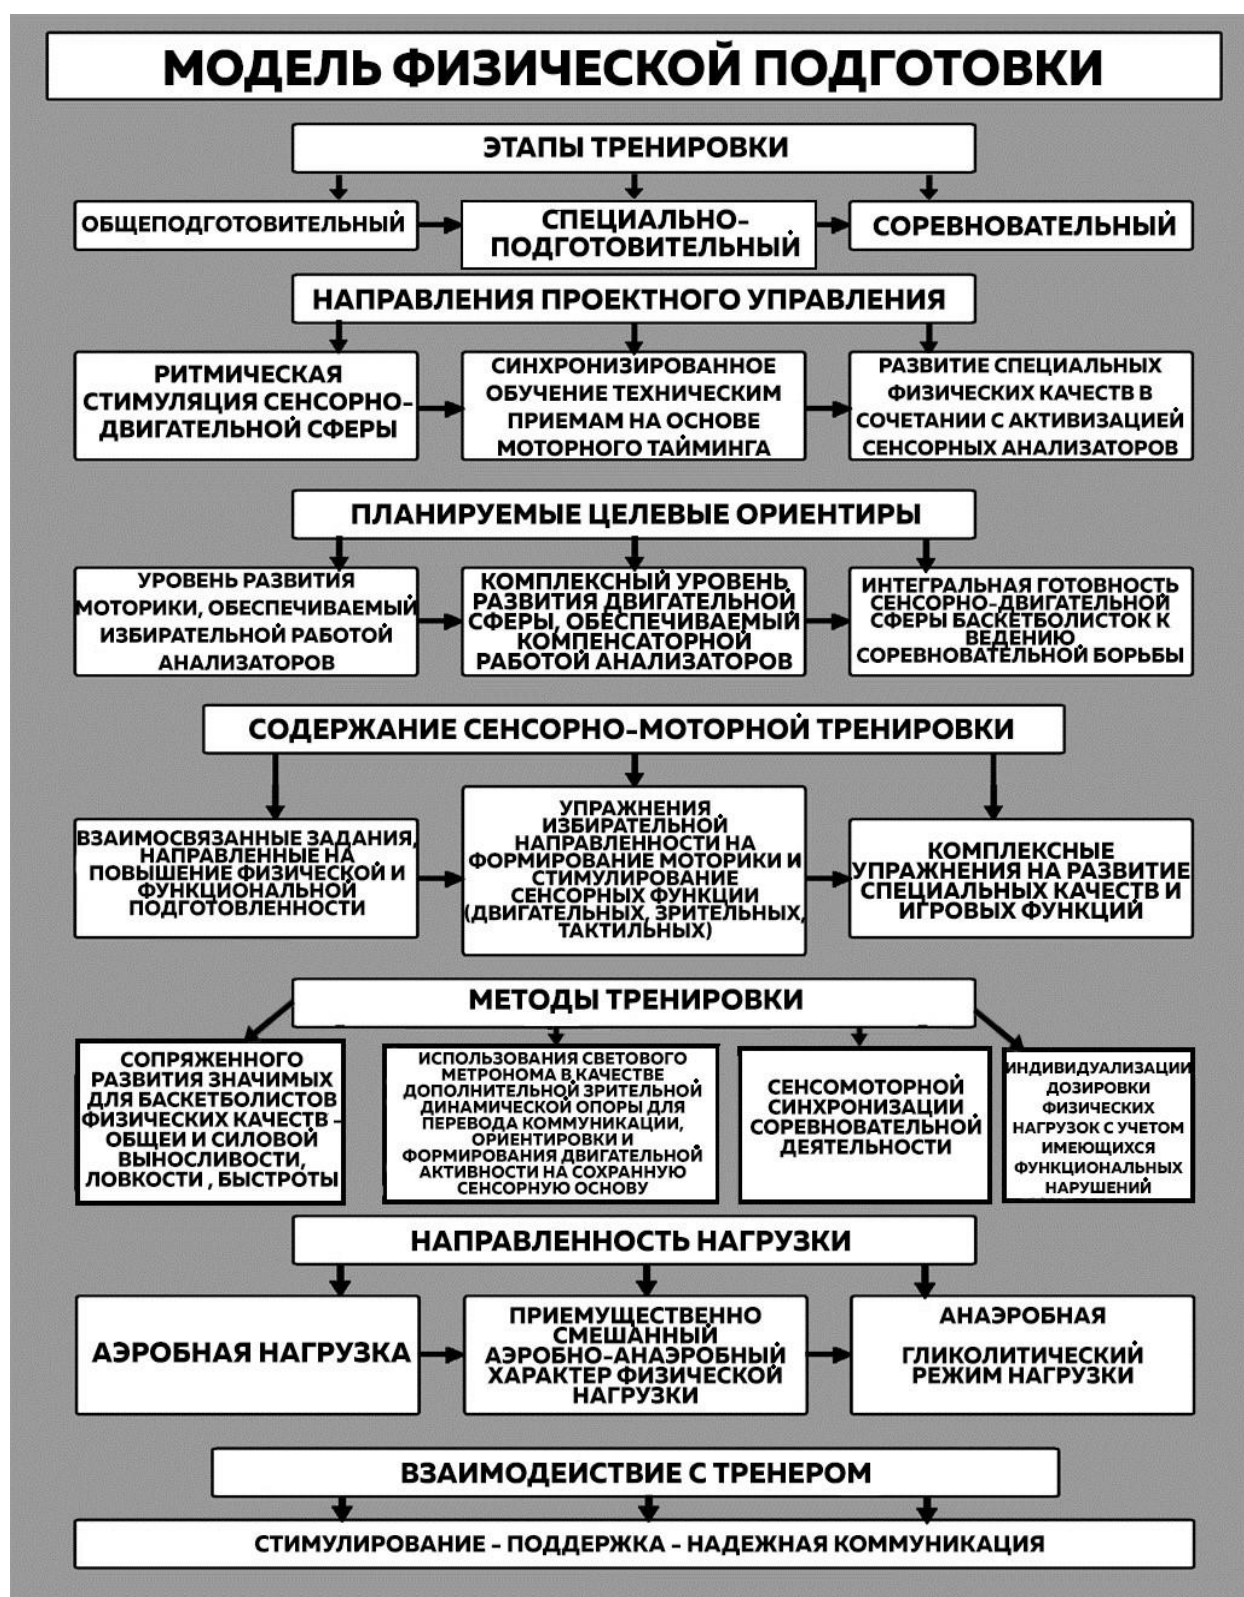 МОДЕЛЬ ФИЗИЧЕСКОЙ ПОДГОТОВКИ
ЭТАПЫ ТРЕНИРОВКИ
ОБЩЕПОДГОТОВИТЕЛЬНЫЙ
СПЕЦИАЛЬНО-
ПОДГОТОВИТЕЛЬНЫЙ
СОРЕВНОВАТЕЛЬНЫЙ
НАПРАВЛЕНИЯ ПРОЕКТНОГО УПРАВЛЕНИЯ
РИТМИЧЕСКАЯ
СТИМУЛЯЦИЯ СЕНСОРНО-
ДВИГАТЕЛЬНОЙ СФЕРЫ
СИНХРОНИЗИРОВАННОЕ
ОБУЧЕНИЕ ТЕХНИЧЕСКИМ
ПРИЕМАМ НА ОСНОВЕ
МОТОРНОГО ТАЙМИНГА
РАЗВИТИЕ СПЕЦИАЛЬНЫХ
ФИЗИЧЕСКИХ КАЧЕСТВ В
СОЧЕТАНИИ С АКТИВИЗАЦИЕЙ
СЕНСОРНЫХ АНАЛИЗАТОРОВ
ПЛАНИРУЕМЫЕ ЦЕЛЕВЫЕ ОРИЕНТИРЫ
УРОВЕНЬ РАЗВИТИЯ
МОТОРИКИ, ОБЕСПЕЧИВАЕМЫЙ
ИЗБИРАТЕЛЬНОЙ РАБОТОЙ
АНАЛИЗАТОРОВ
КОМПЛЕКСНЫЙ УРОВЕНЬ
РАЗВИТИЯ ДВИГАТЕЛЬНОЙ
СФЕРЫ, ОБЕСПЕЧИВАЕМЫЙ
КОМПЕНСАТОРНОЙ
РАБОТОЙ АНАЛИЗАТОРОВ
ИНТЕГРАЛЬНАЯ ГОТОВНОСТЬ
СЕНСОРНО-ДВИГАТЕЛЬНОЙ
СФЕРЫ БАСКЕТБОЛИСТОК К
ВЕДЕНИЮ
СОРЕВНОВАТЕЛЬНОЙ БОРЬБЫ
СОДЕРЖАНИЕ СЕНСОРНО-МОТОРНОЙ ТРЕНИРОВКИ
ВЗАИМОСВЯЗАННЫЕ ЗАДАНИЯ,
НАПРАВЛЕННЫЕ НА
ПОВЫШЕНИЕ ФИЗИЧЕСКОЙ И
ФУНКЦИОНАЛЬНОЙ
ПОДГОТОВЛЕННОСТИ
УПРАЖНЕНИЯ
ИЗБИРАТЕЛЬНОЙ
НАПРАВЛЕННОСТИ НА
ФОРМИРОВАНИЕ МОТОРИКИ И
СТИМУЛИРОВАНИЕ
СЕНСОРНЫХ ФУНКЦИИ
(ДВИГАТЕЛЬНЫХ, ЗРИТЕЛЬНЫХ,
ТАКТИЛЬНЫХ)
КОМПЛЕКСНЫЕ
УПРАЖНЕНИЯ НА РАЗВИТИЕ
СПЕЦИАЛЬНЫХ КАЧЕСТВ И
ИГРОВЫХ ФУНКЦИЙ
МЕТОДЫ ТРЕНИРОВКИ
СОПРЯЖЕННОГО
РАЗВИТИЯ ЗНАЧИМЫХ
ДЛЯ БАСКЕТБОЛИСТОВ
ФИЗИЧЕСКИХ КАЧЕСТВ -
ОБЩЕИ И СИЛОВОЙ
ВЫНОСЛИВОСТИ,
ЛОВКОСТИ , БЫСТРОТЫ
ИСПОЛЬЗОВАНИЯ СВЕТОВОГО
МЕТРОНОМА В КАЧЕСТВЕ
ДОПОЛНИТЕЛЬНОЙ ЗРИТЕЛЬНОЙ
ДИНАМИЧЕСКОЙ ОПОРЫ ДЛЯ
ПЕРЕВОДА КОММУНИКАЦИИ,
ОРИЕНТИРОВКИ И
ФОРМИРОВАНИЯ ДВИГАТЕЛЬНОЙ
АКТИВНОСТИ НА СОХРАННУЮ
СЕНСОРНУЮ ОСНОВУ
СЕНСОМОТОРНОЙ
СИНХРОНИЗАЦИИ
СОРЕВНОВАТЕЛЬНОЙ
ДЕЯТЕЛЬНОСТИ
ИНДИВИДУАЛИЗАЦИИ
ДОЗИРОВКИ
ФИЗИЧЕСКИХ
НАГРУЗОК С УЧЕТОМ
ИМЕЮЩИХСЯ
ФУНКЦИОНАЛЬНЫХ
НАРУШЕНИЙ
НАПРАВЛЕННОСТЬ НАГРУЗКИ
АЭРОБНАЯ НАГРУЗКА
ПРИЕМУЩЕСТВЕННО
СМЕШАННЫЙ
АЭРОБНО-АНАЭРОБНЫЙ
ХАРАКТЕР ФИЗИЧЕСКОЙ
НАГРУЗКИ
АНАЭРОБНАЯ
ГЛИКОЛИТИЧЕСКИЙ
РЕЖИМ НАГРУЗКИ
ВЗАИМОДЕИСТВИЕ С ТРЕНЕРОМ
СТИМУЛИРОВАНИЕ - ПОДДЕРЖКА - НАДЕЖНАЯ КОММУНИКАЦИЯ